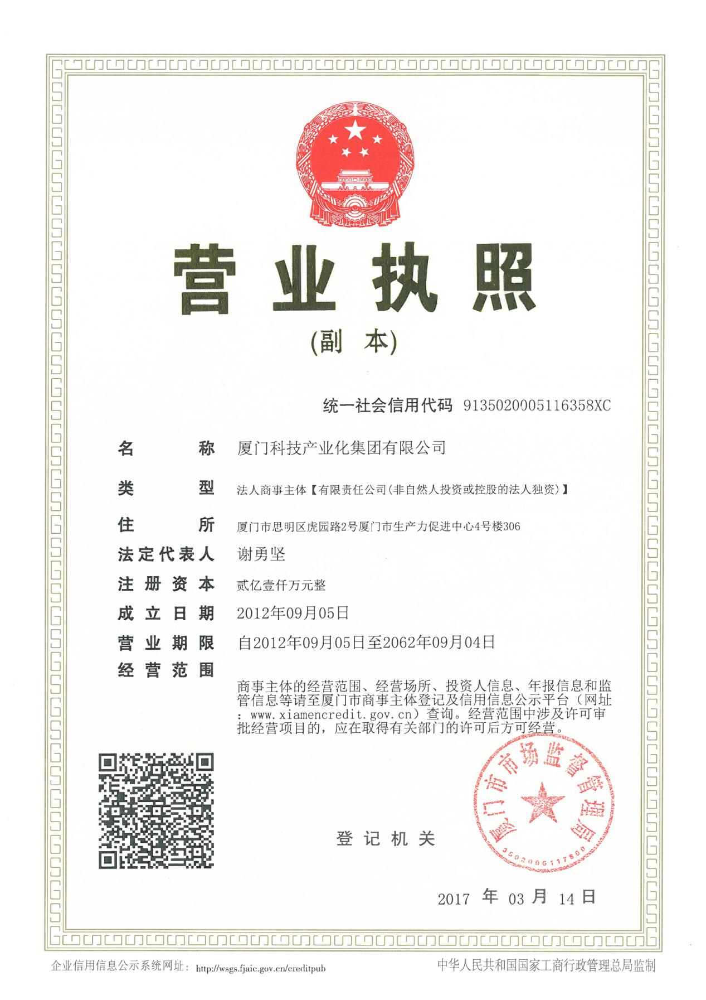 营业执照
(副 本)
统一社会信用代码 9135020005116358XC
名称 厦门科技产业化集团有限公司
类型 法人商事主体【有限责任公司(非自然人投资或控股的法人独资)】
住所 厦门市思明区虎园路2号厦门市生产力促进中心4号楼306
法定代表人 谢勇坚
注册资本 贰亿壹仟万元整
成立日期 2012年09月05日
营业期限 自2012年09月05日至2062年09月04日
经营范围
商事主体的经营范围、经营场所、投资人信息、年报信息和监
管信息等请至厦门市商事主体登记及信用信息公示平台（网址
：www.xiamencredit.gov.cn）查询。经营范围中涉及许可审
批经营项目的，应在取得有关部门的许可后方可经营。
厦门市市场监督管理局
3502006117860
登记机关
2017 年 03 月 14 日
企业信用信息公示系统网址： http://wsgs.fjaic.gov.cn/creditpub
中华人民共和国国家工商行政管理总局监制